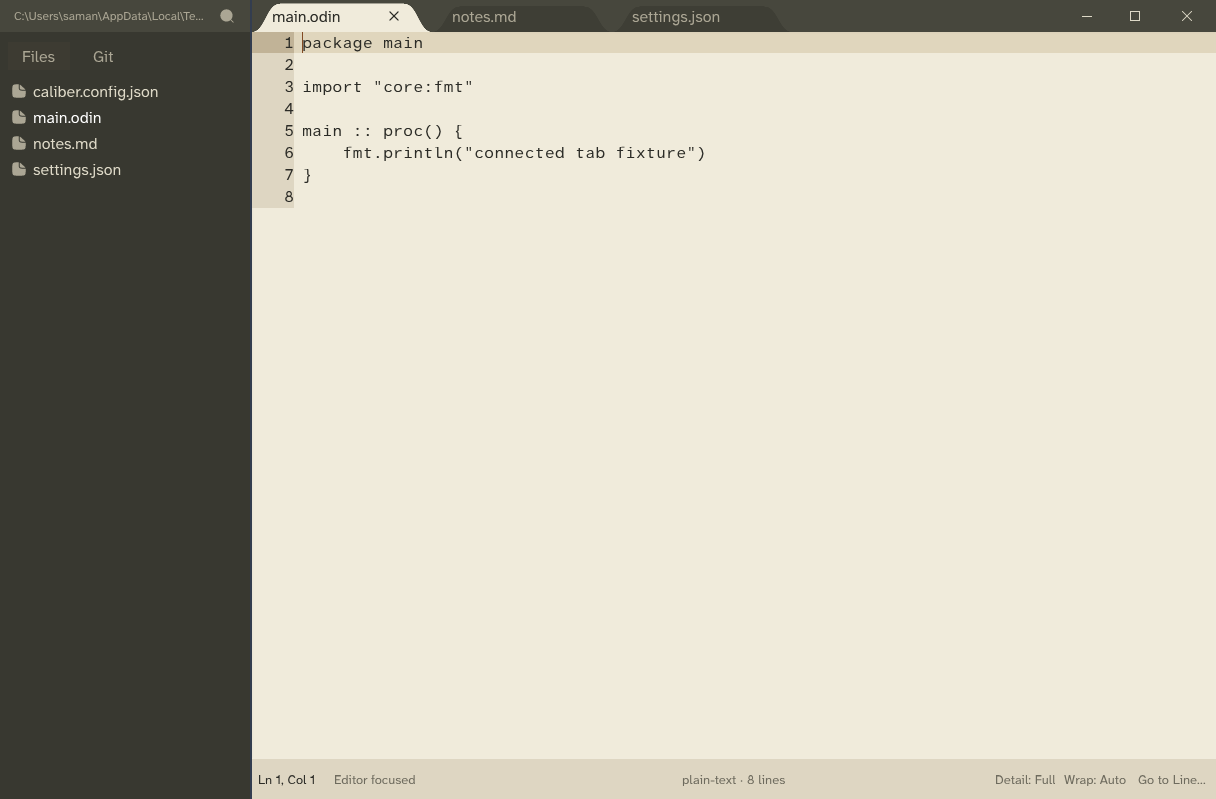 C:\Users\saman\AppData\Local\Te...
main.odin
notes.md
settings.json
Files
Git
caliber.config.json
main.odin
notes.md
settings.json
1 package main
2
3 import "core:fmt"
4
5 main :: proc() {
6     fmt.println("connected tab fixture")
7 }
8
Ln 1, Col 1
Editor focused
plain-text · 8 lines
Detail: Full
Wrap: Auto
Go to Line...